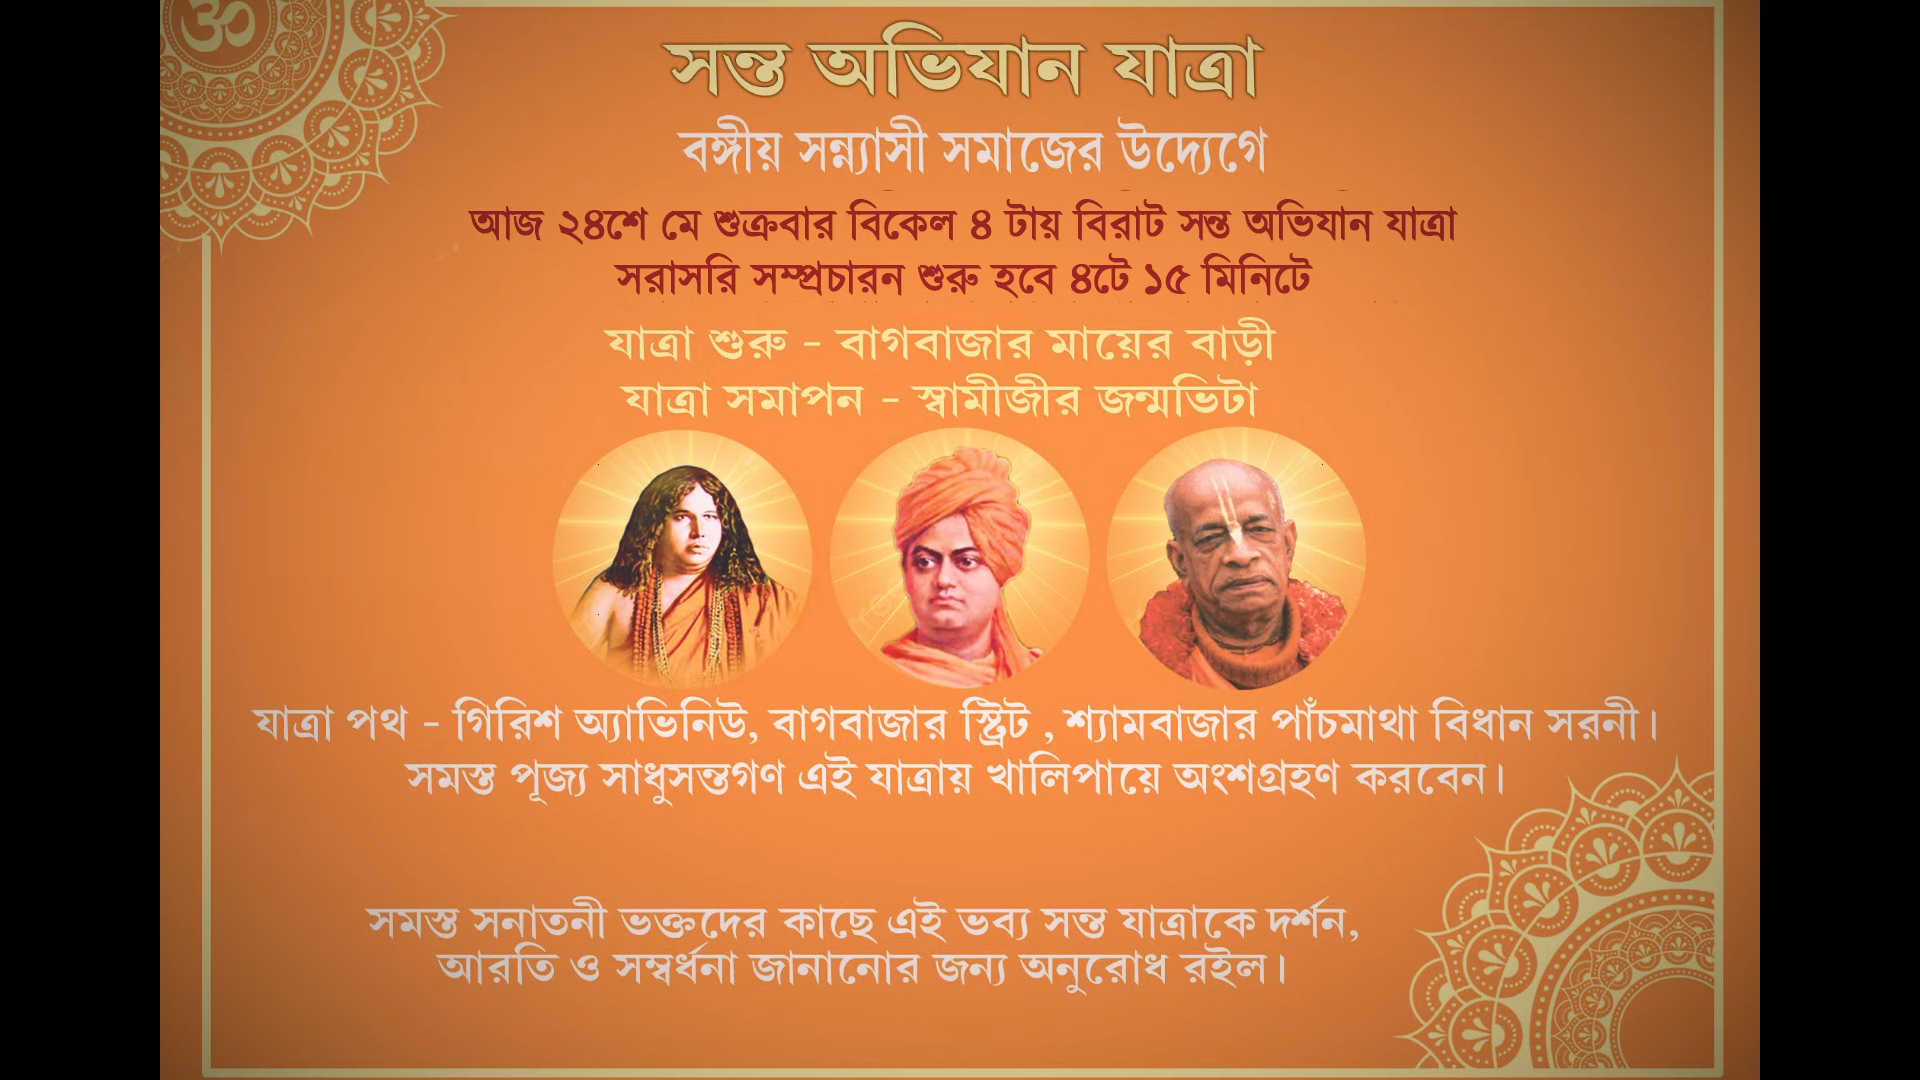 ॐ
সন্ত অভিযান যাত্রা
বঙ্গীয় সন্ন্যাসী সমাজের উদ্যেগে
আজ ২৪শে মে শুক্রবার বিকেল ৪ টায় বিরাট সন্ত অভিযান যাত্রা
সরাসরি সম্প্রচারন শুরু হবে ৪টে ১৫ মিনিটে
যাত্রা শুরু - বাগবাজার মায়ের বাড়ী
যাত্রা সমাপন - স্বামীজীর জন্মভিটা
যাত্রা পথ - গিরিশ অ্যাভিনিউ, বাগবাজার স্ট্রিট , শ্যামবাজার পাঁচমাথা বিধান সরনী।
সমস্ত পূজ্য সাধুসন্তগণ এই যাত্রায় খালিপায়ে অংশগ্রহণ করবেন।
সমস্ত সনাতনী ভক্তদের কাছে এই ভব্য সন্ত যাত্রাকে দর্শন,
আরতি ও সম্বর্ধনা জানানোর জন্য অনুরোধ রইল।